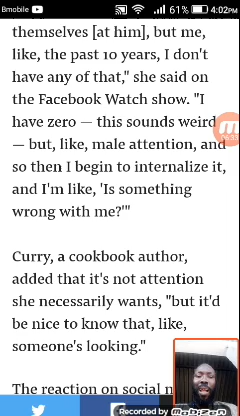 Bmobile
61%
4:02PM
themselves [at him], but me,
like, the past 10 years, I don't
have any of that," she said on
the Facebook Watch show. "I
have zero — this sounds weird
— but, like, male attention, and
so then I begin to internalize it,
and I'm like, 'Is something
wrong with me?'"
Curry, a cookbook author,
added that it's not attention
she necessarily wants, "but it'd
be nice to know that, like,
someone's looking."
The reaction on social
Recorded by Mobizen